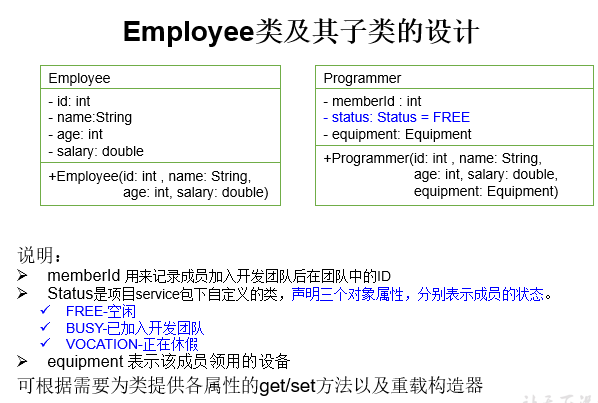 Employee类及其子类的设计
Employee
- id: int
- name:String
- age: int
- salary: double
+Employee(id: int , name: String,
age: int, salary: double)
Programmer
- memberId : int
- status: Status = FREE
- equipment: Equipment
+Programmer(id: int , name: String,
age: int, salary: double,
equipment: Equipment)
说明：
➢ memberId 用来记录成员加入开发团队后在团队中的ID
➢ Status是项目service包下自定义的类，声明三个对象属性，分别表示成员的状态。
✓ FREE-空闲
✓ BUSY-已加入开发团队
✓ VOCATION-正在休假
➢ equipment 表示该成员领用的设备
可根据需要为类提供各属性的get/set方法以及重载构造器